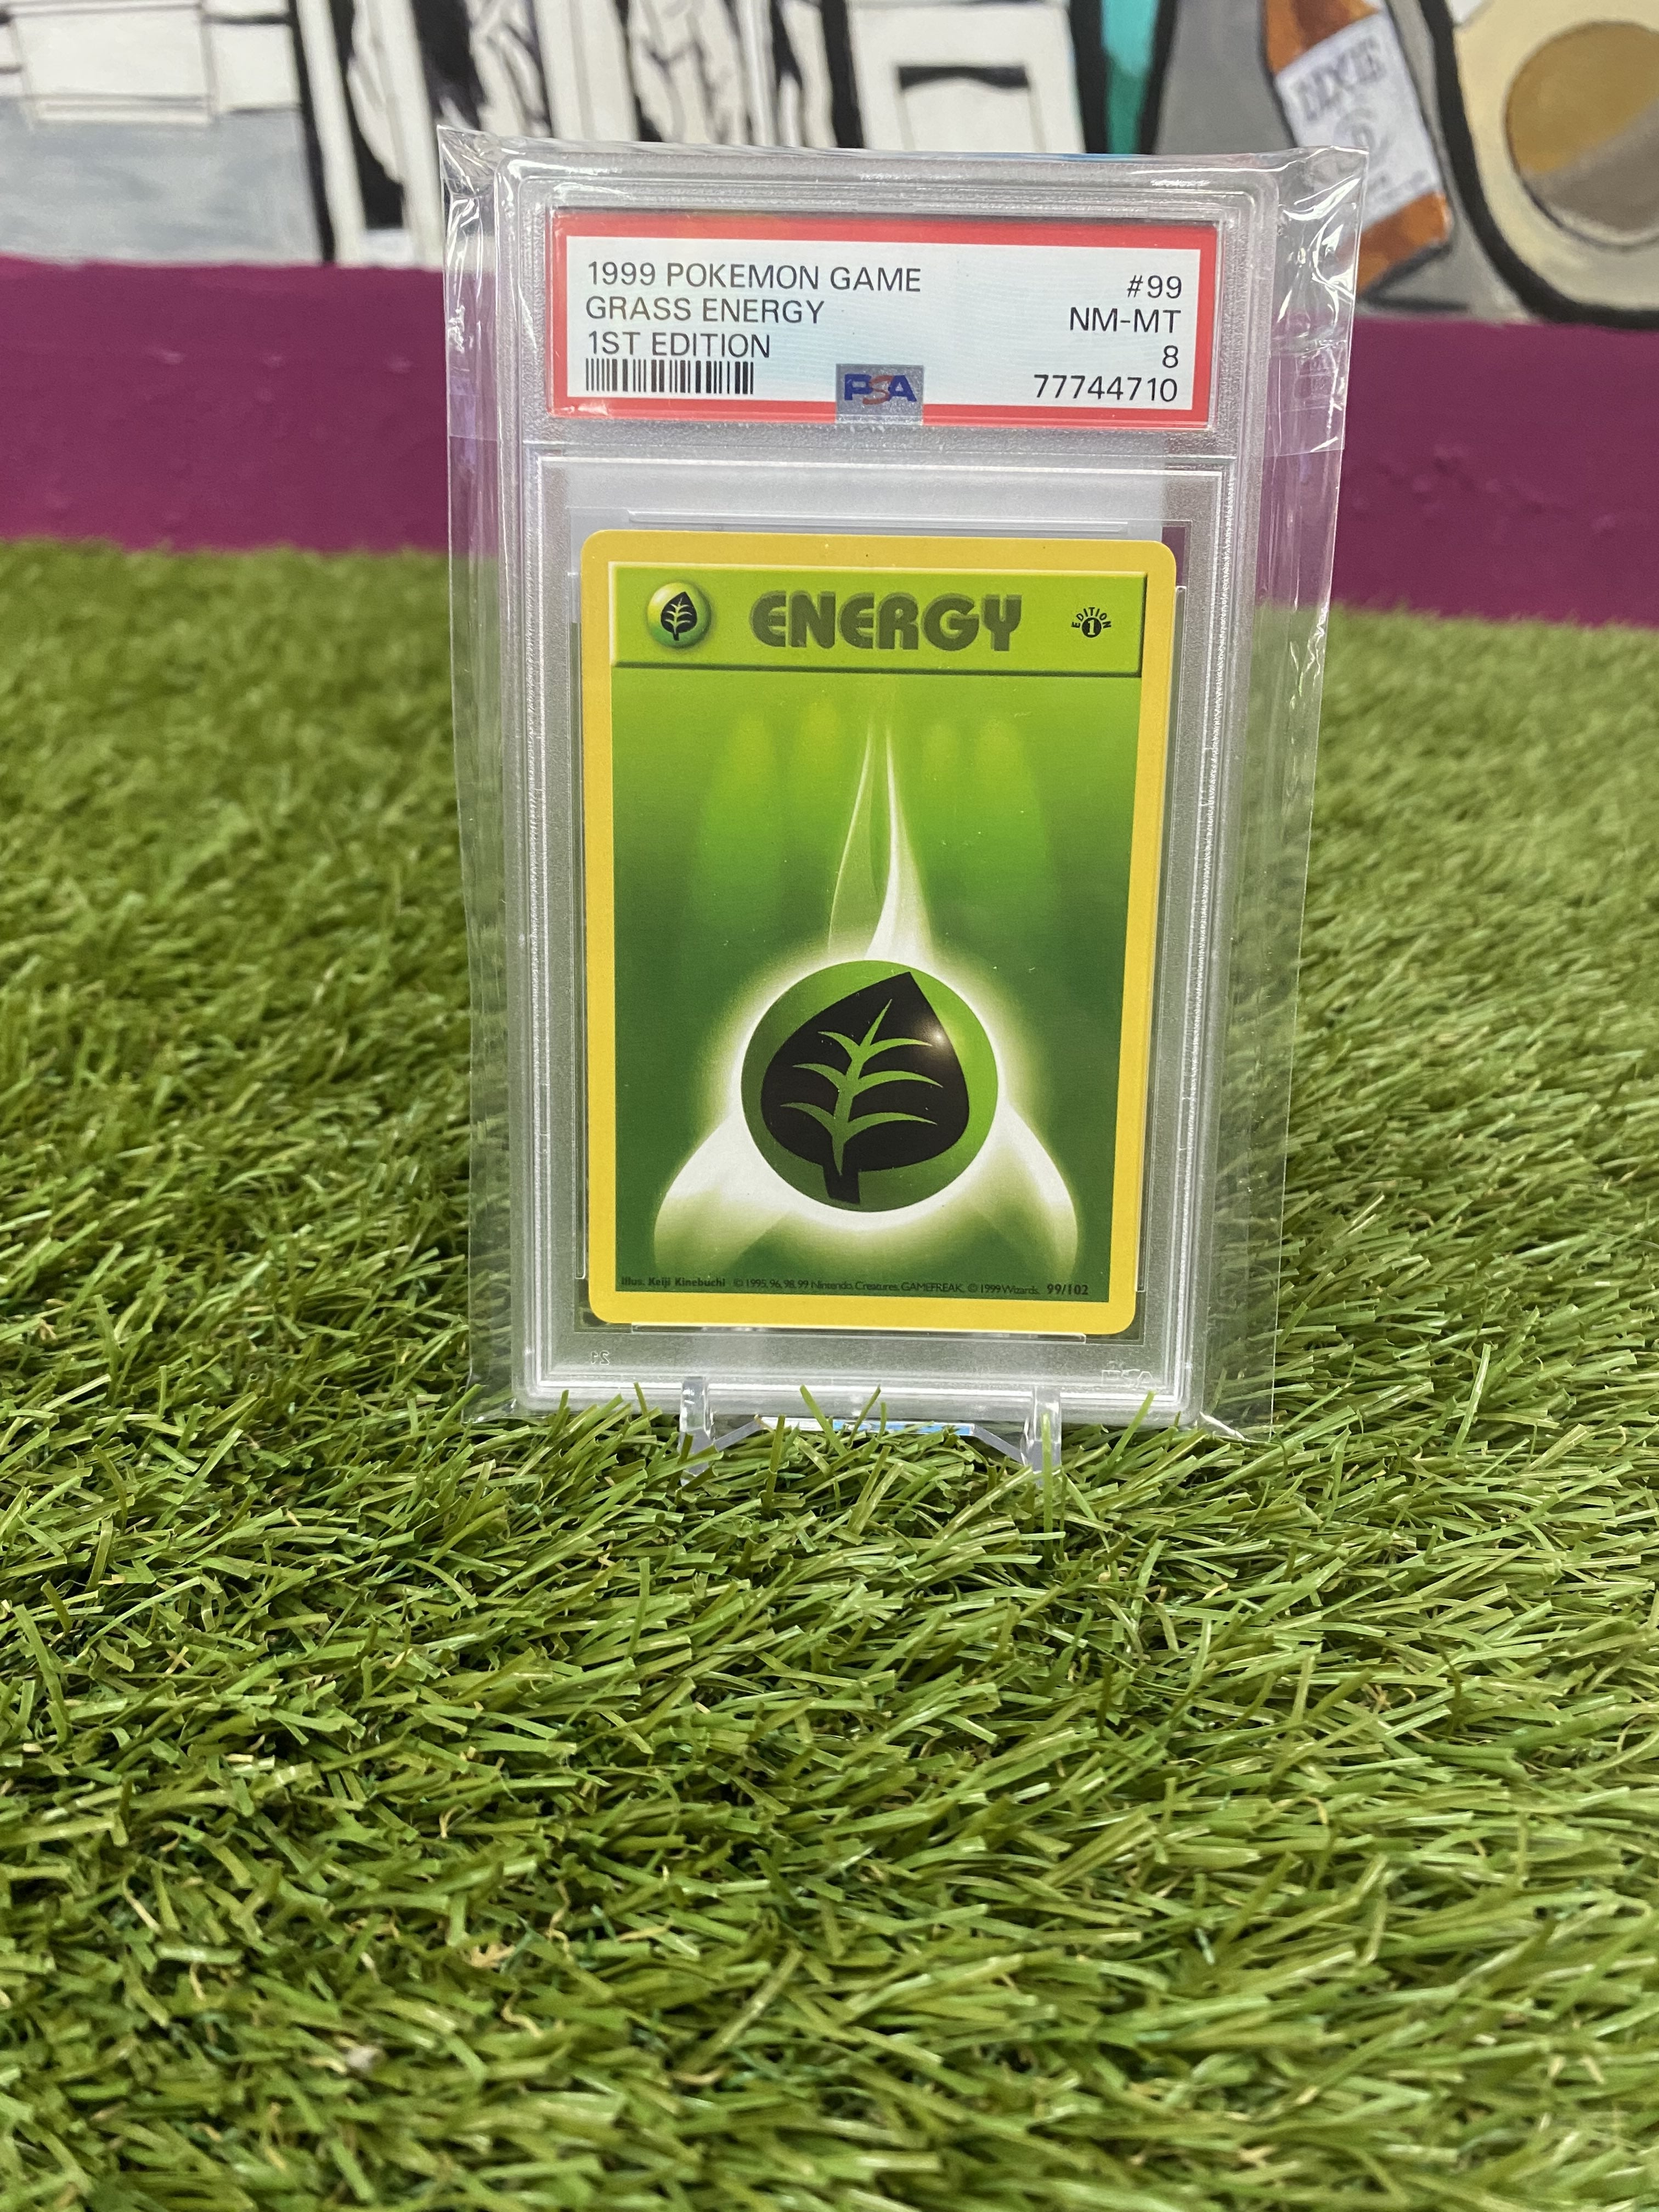 1999 POKEMON GAME
GRASS ENERGY
1ST EDITION
#99
NM-MT
8
77744710
PSA
ENERGY
EDITION
1
Illus. Keiji Kinebuchi ©1995, 96, 98, 99 Nintendo, Creatures, GAMEFREAK. ©1999 Wizards. 99/102